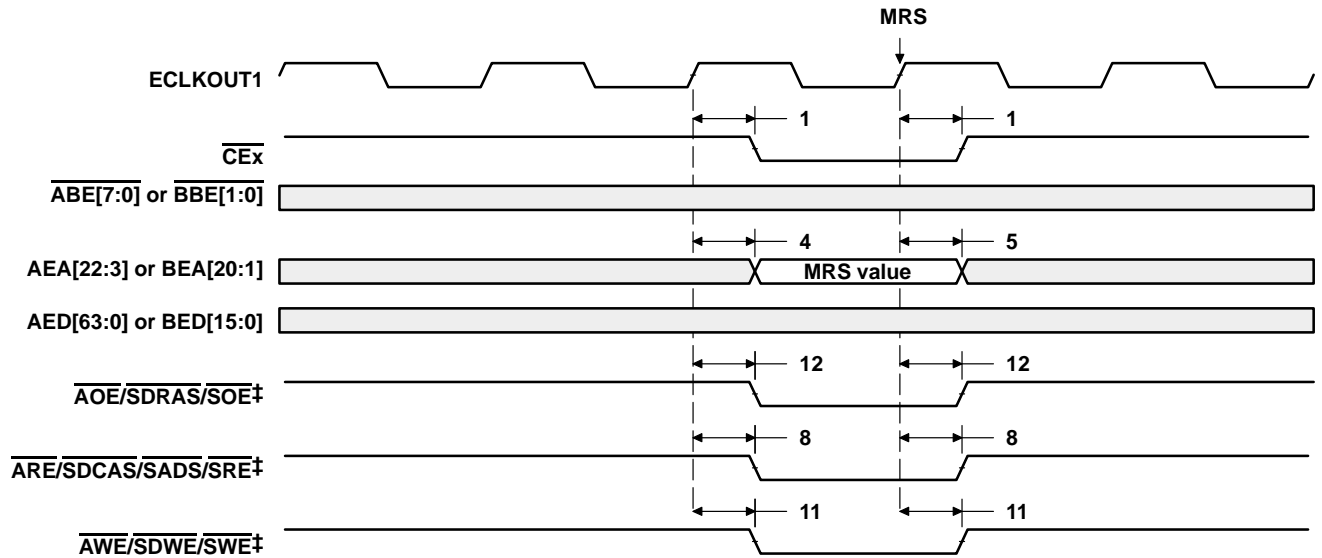 MRS
ECLKOUT1
1 1
CEx
ABE[7:0] or BBE[1:0]
4 5
AEA[22:3] or BEA[20:1] MRS value
AED[63:0] or BED[15:0]
12 12
AOE/SDRAS/SOE‡
8 8
ARE/SDCAS/SADS/SRE‡
11 11
AWE/SDWE/SWE‡